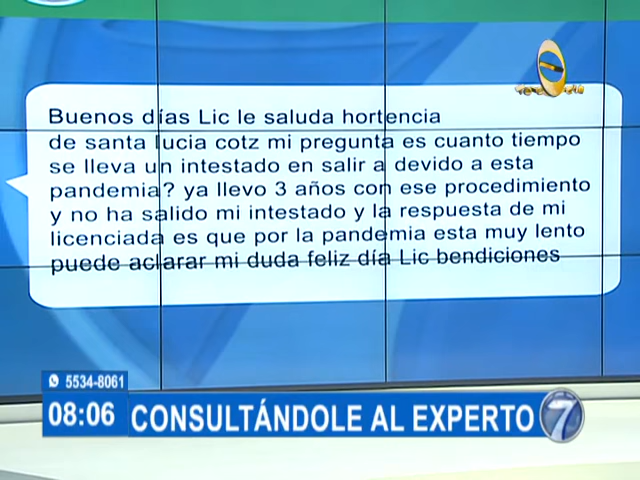 Buenos días Lic le saluda hortencia
de santa lucia cotz mi pregunta es cuanto tiempo
se lleva un intestado en salir a devido a esta
pandemia? ya llevo 3 años con ese procedimiento
y no ha salido mi intestado y la respuesta de mi
licenciada es que por la pandemia esta muy lento
puede aclarar mi duda feliz día Lic bendiciones
5534-8061
08:06 CONSULTÁNDOLE AL EXPERTO 7